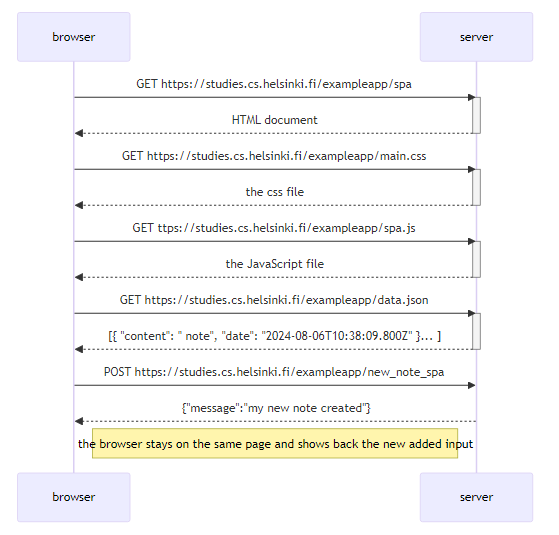 browser server
GET https://studies.cs.helsinki.fi/exampleapp/spa
HTML document
GET https://studies.cs.helsinki.fi/exampleapp/main.css
the css file
GET ttps://studies.cs.helsinki.fi/exampleapp/spa.js
the JavaScript file
GET https://studies.cs.helsinki.fi/exampleapp/data.json
[{ "content": " note", "date": "2024-08-06T10:38:09.800Z" }... ]
POST https://studies.cs.helsinki.fi/exampleapp/new_note_spa
{"message":"my new note created"}
the browser stays on the same page and shows back the new added input
browser server